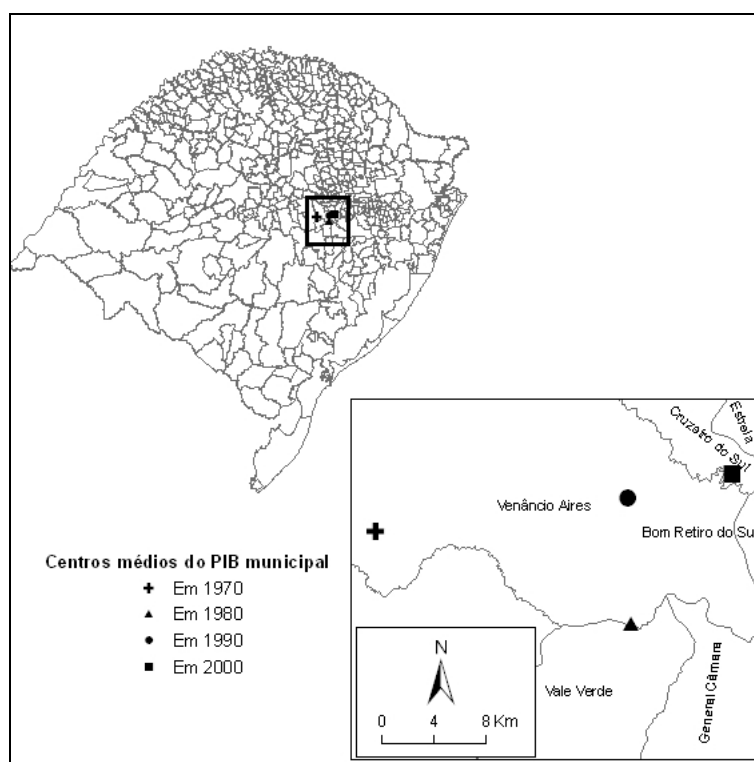 Estrela
Cruzeiro do Sul
Venâncio Aires
Bom Retiro do Su
Centros médios do PIB municipal
Em 1970
Em 1980
Em 1990
Em 2000
N
0 4 8 Km
Vale Verde
General Câmara